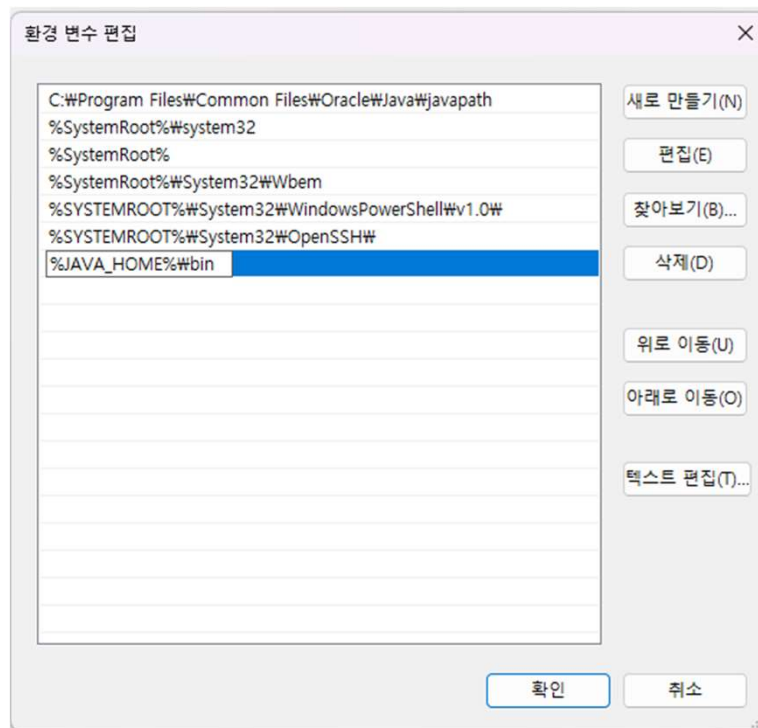 환경 변수 편집
C:₩Program Files₩Common Files₩Oracle₩Java₩javapath
%SystemRoot%₩system32
%SystemRoot%
%SystemRoot%₩System32₩Wbem
%SYSTEMROOT%₩System32₩WindowsPowerShell₩v1.0₩
%SYSTEMROOT%₩System32₩OpenSSH₩
%JAVA_HOME%₩bin
새로 만들기(N)
편집(E)
찾아보기(B)...
삭제(D)
위로 이동(U)
아래로 이동(O)
텍스트 편집(T)...
확인
취소